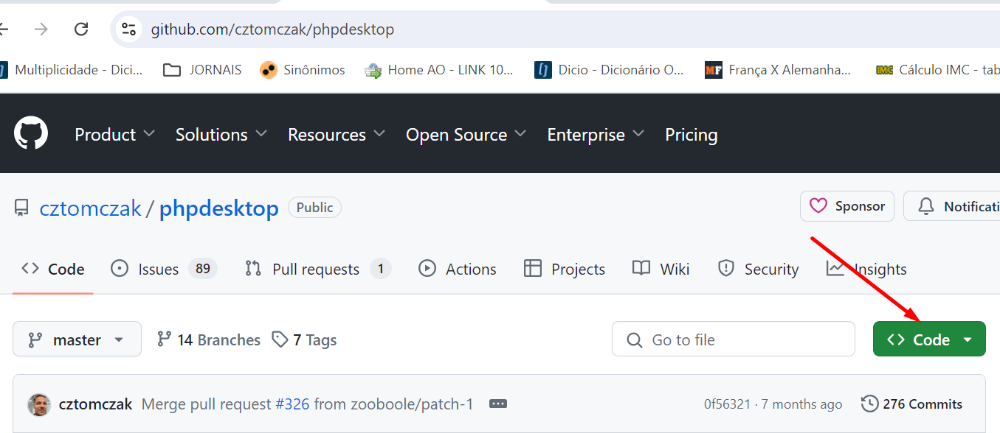 github.com/cztomczak/phpdesktop
Multiplicidade - Dici... JORNAIS Sinônimos Home AO - LINK 10... Dicio - Dicionário O... MF França X Alemanha... IMC Cálculo IMC - tab
Product Solutions Resources Open Source Enterprise Pricing
cztomczak / phpdesktop Public Sponsor Notificati
Code Issues 89 Pull requests 1 Actions Projects Wiki Security Insights
master 14 Branches 7 Tags Go to file Code
cztomczak Merge pull request #326 from zooboole/patch-1 0f56321 · 7 months ago 276 Commits